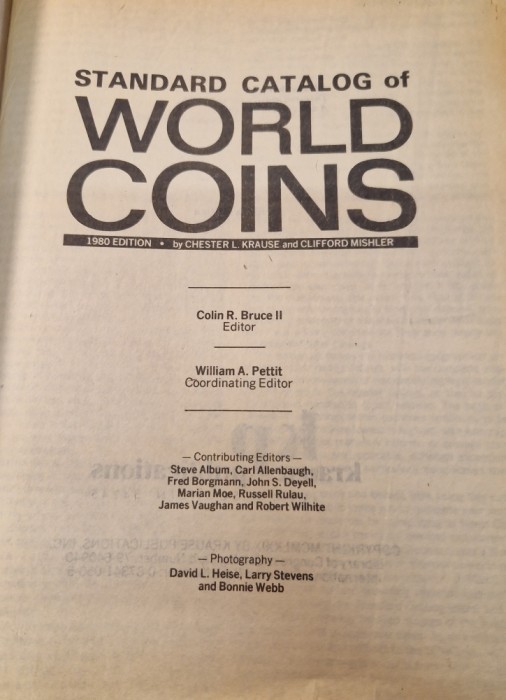 STANDARD CATALOG of
WORLD
COINS
1980 EDITION • by CHESTER L. KRAUSE and CLIFFORD MISHLER
Colin R. Bruce II
Editor
William A. Pettit
Coordinating Editor
— Contributing Editors —
Steve Album, Carl Allenbaugh,
Fred Borgmann, John S. Deyell,
Marian Moe, Russell Rulau,
James Vaughan and Robert Wilhite
— Photography —
David L. Heise, Larry Stevens
and Bonnie Webb